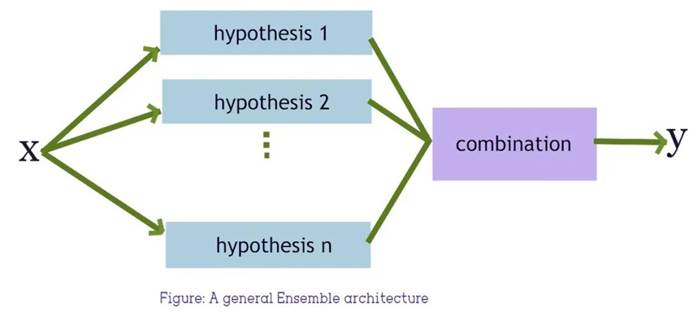 hypothesis 1
hypothesis 2
x
combination
y
hypothesis n
Figure: A general Ensemble architecture